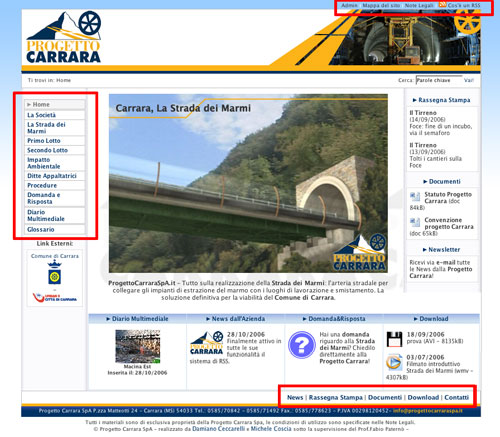 Admin Mappa del sito Note Legali Cos'è un RSS
PROGETTO
CARRARA
Ti trovi in: Home
Cerca: Parole chiave Vai!
Home
La Società
La Strada dei
Marmi
Primo Lotto
Secondo Lotto
Impatto
Ambientale
Ditte Appaltatrici
Procedure
Domanda e
Risposta
Diario
Multimediale
Glossario
Link Esterni:
Comune di Carrara
CITTÀ DI CARRARA
Carrara, La Strada dei Marmi
PROGETTO
CARRARA
ProgettoCarraraSpA.it - Tutto sulla realizzazione della Strada dei Marmi: l'arteria stradale per
collegare gli impianti di estrazione del marmo con i luoghi di lavorazione e smistamento. La
soluzione definitiva per la viabilità del Comune di Carrara.
Rassegna Stampa
Il Tirreno
(14/09/2006)
Foce: fine di un incubo,
via il semaforo
Il Tirreno
(13/09/2006)
Tolti i cantieri sulla
Foce
Documenti
Statuto Progetto
Carrara (doc
84kB)
Convenzione
progetto Carrara
(doc 65kB)
Newsletter
Ricevi via e-mail tutte
le News dalla Progetto
Carrara!
Diario Multimediale
Macina Est
Inserita il 28/10/2006
News dall'Azienda
PROGETTO
CARRARA
28/10/2006
Finalmente attivo in
tutte le sue
funzionalità il
sistema di RSS.
Domanda&Risposta
Hai una domanda
riguardo alla Strada
dei Marmi? Chiedilo
direttamente alla
Progetto Carrara!
Download
18/09/2006
prova (AVI - 8135kB)
03/07/2006
Filmato introduttivo
Strada dei Marmi (wmv -
4307kB)
News | Rassegna Stampa | Documenti | Download | Contatti
Progetto Carrara SpA P.zza Matteotti 24 - Carrara (MS) 54033 Tel. 0585/70842 - 0585/71492 Fax. 0585/778623 - P.IVA 00298120452- info@progettocarraraspa.it
Tutti i materiali sono di esclusiva proprietà della Progetto Carrara Spa, le condizioni di utilizzo sono specificate nelle Note Legali.
© Progetto Carrara SpA - realizzato da Damiano Ceccarelli e Michele Coscia sotto la supervisione del Prof.Fabio Paternò -